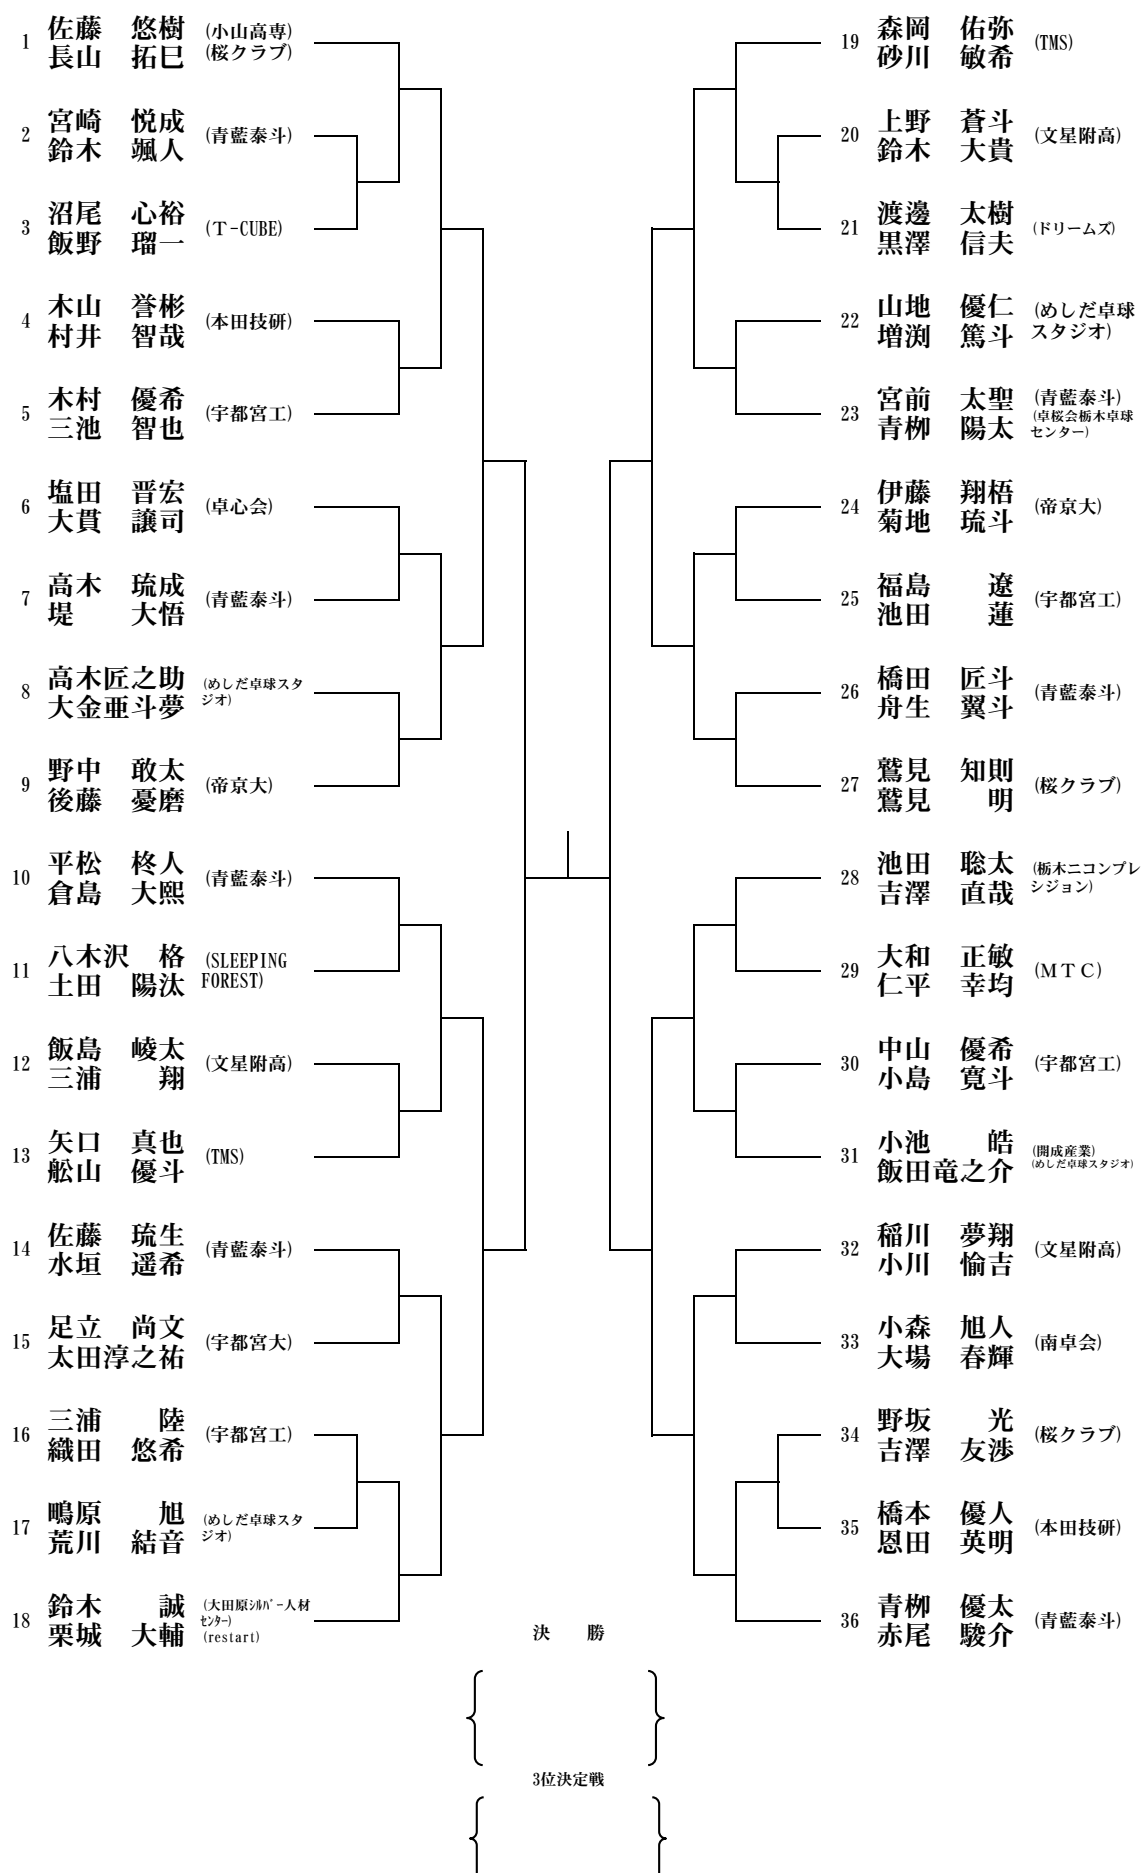 1 佐藤 悠樹 (小山高専)
長山 拓巳 (桜クラブ)
2 宮崎 悦成 (青藍泰斗)
鈴木 颯人
3 沼尾 心裕 (T-CUBE)
飯野 瑠一
4 木山 誉彬 (本田技研)
村井 智哉
5 木村 優希 (宇都宮工)
三池 智也
6 塩田 晋宏 (卓心会)
大貫 譲司
7 高木 琉成 (青藍泰斗)
堤 大悟
8 高木匠之助 (めしだ卓球スタ
大金亜斗夢 ジオ)
9 野中 敢太 (帝京大)
後藤 憂磨
10 平松 柊人 (青藍泰斗)
倉島 大熙
11 八木沢 格 (SLEEPING
土田 陽汰 FOREST)
12 飯島 崚太 (文星附高)
三浦 翔
13 矢口 真也 (TMS)
舩山 優斗
14 佐藤 琉生 (青藍泰斗)
水垣 遥希
15 足立 尚文 (宇都宮大)
太田淳之祐
16 三浦 陸 (宇都宮工)
織田 悠希
17 鴫原 旭 (めしだ卓球スタ
荒川 結音 ジオ)
18 鈴木 誠 (大田原ｼﾙﾊﾞｰ人材
栗城 大輔 ｾﾝﾀｰ)
(restart)
19 森岡 佑弥 (TMS)
砂川 敏希
20 上野 蒼斗 (文星附高)
鈴木 大貴
21 渡邊 太樹 (ドリームズ)
黒澤 信夫
22 山地 優仁 (めしだ卓球
増渕 篤斗 スタジオ)
23 宮前 太聖 (青藍泰斗)
青栁 陽太 (卓桜会栃木卓球
センター)
24 伊藤 翔梧 (帝京大)
菊地 琉斗
25 福島 遼 (宇都宮工)
池田 蓮
26 橋田 匠斗 (青藍泰斗)
舟生 翼斗
27 鷲見 知則 (桜クラブ)
鷲見 明
28 池田 聡太 (栃木ニコンプレ
吉澤 直哉 シジョン)
29 大和 正敏 (MTC)
仁平 幸均
30 中山 優希 (宇都宮工)
小島 寛斗
31 小池 皓 (開成産業)
飯田竜之介 (めしだ卓球スタジオ)
32 稲川 夢翔 (文星附高)
小川 愉吉
33 小森 旭人 (南卓会)
大場 春輝
34 野坂 光 (桜クラブ)
吉澤 友渉
35 橋本 優人 (本田技研)
恩田 英明
36 青柳 優太 (青藍泰斗)
赤尾 駿介
決 勝
3位決定戦